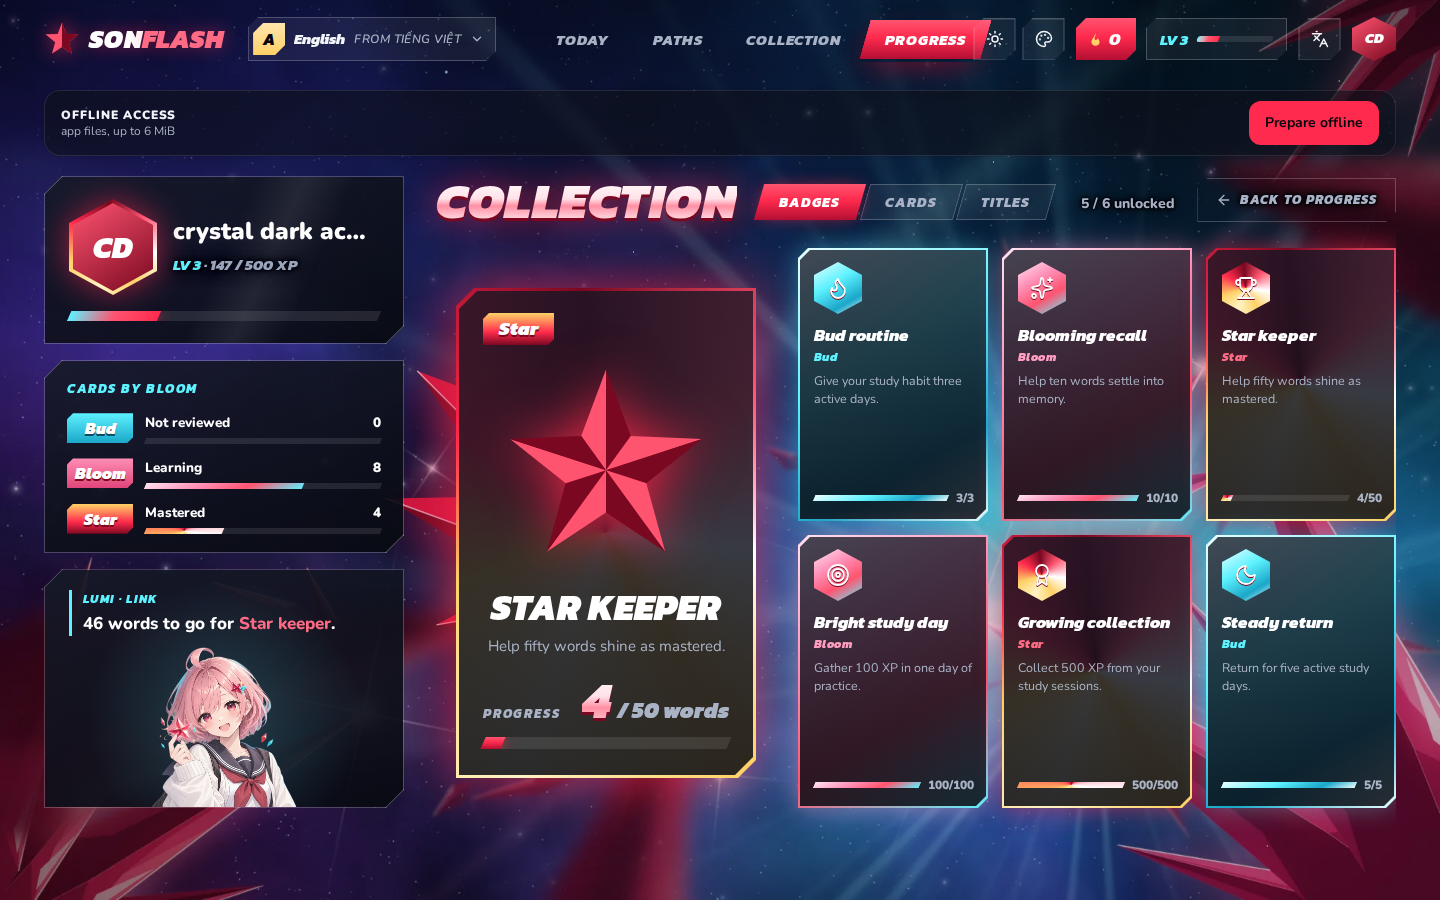 SONFLASH
A English FROM TIẾNG VIỆT
TODAY
PATHS
COLLECTION
PROGRESS
0
LV 3
CD
OFFLINE ACCESS
app files, up to 6 MiB
Prepare offline
CD
crystal dark ac...
LV 3 · 147 / 500 XP
CARDS BY BLOOM
Bud Not reviewed 0
Bloom Learning 8
Star Mastered 4
LUMI · LINK
46 words to go for Star keeper.
COLLECTION
BADGES
CARDS
TITLES
5 / 6 unlocked
BACK TO PROGRESS
Star
STAR KEEPER
Help fifty words shine as mastered.
PROGRESS 4 / 50 words
Bud routine
Bud
Give your study habit three
active days.
3/3
Blooming recall
Bloom
Help ten words settle into
memory.
10/10
Star keeper
Star
Help fifty words shine as
mastered.
4/50
Bright study day
Bloom
Gather 100 XP in one day of
practice.
100/100
Growing collection
Star
Collect 500 XP from your
study sessions.
500/500
Steady return
Bud
Return for five active study
days.
5/5